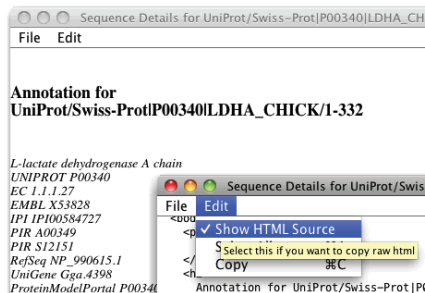 Sequence Details for UniProt/Swiss-Prot|P00340|LDHA_CH
File Edit
Annotation for
UniProt/Swiss-Prot|P00340|LDHA_CHICK/1-332
L-lactate dehydrogenase A chain
UNIPROT P00340
EC 1.1.1.27
EMBL X53828
IPI IPI00584727
PIR A00349
PIR S12151
RefSeq NP_990615.1
UniGene Gga.4398
ProteinModelPortal P00340
Sequence Details for UniProt/Swis
File Edit
<bod
<p
✓ Show HTML Source
Select this if you want to copy raw html
</
Copy ⌘C
<h
Annotation for UniProt/Swiss-Prot|P0